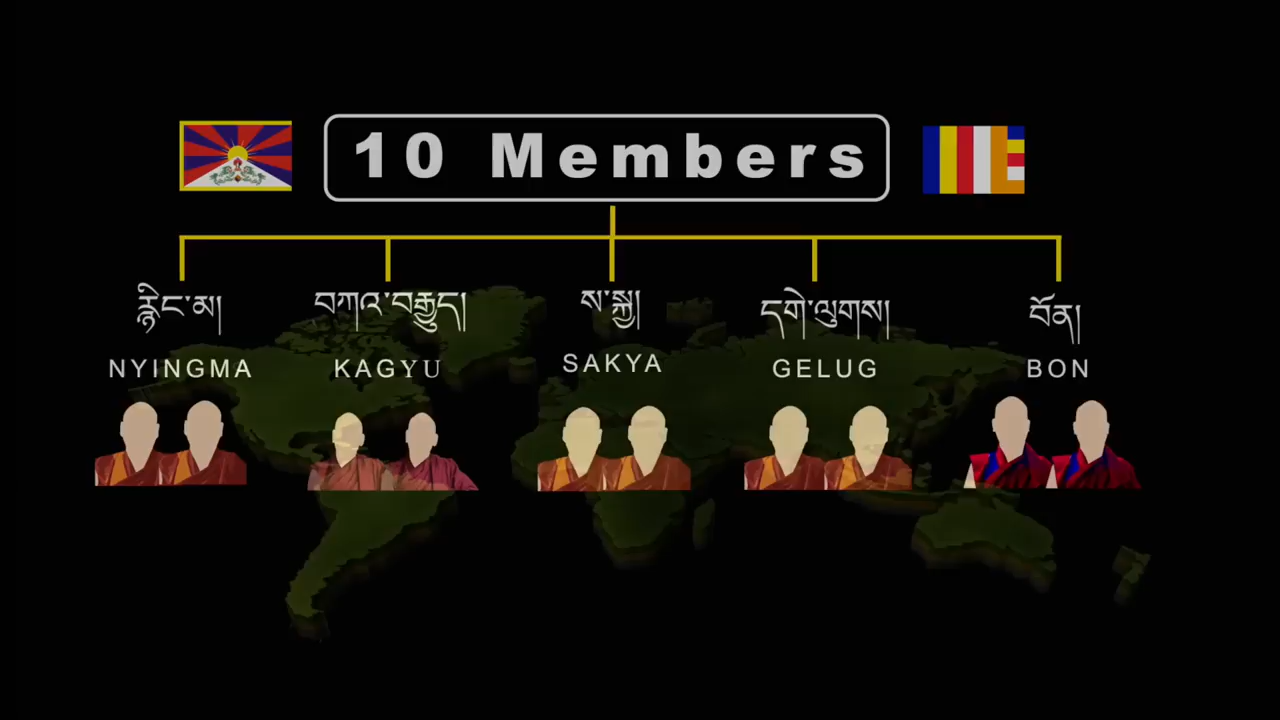 10 Members
རྙིང་མ།
བཀའ་བརྒྱུད།
ས་སྐྱ།
དགེ་ལུགས།
བོན།
NYINGMA
KAGYU
SAKYA
GELUG
BON